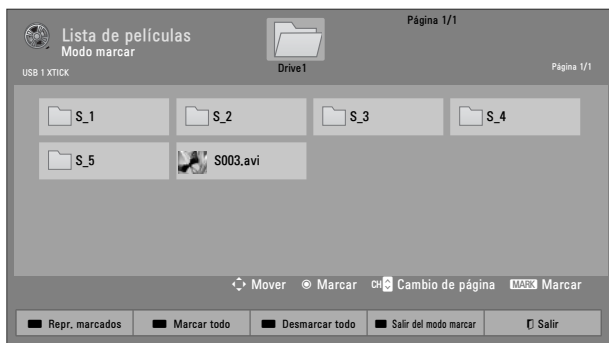 Lista de películas
Página 1/1
Modo marcar
Drive1
USB 1 XTICK
Página 1/1
S_1
S_2
S_3
S_4
S_5
S003.avi
Mover Marcar CH Cambio de página MARK Marcar
Repr. marcados Marcar todo Desmarcar todo Salir del modo marcar Salir